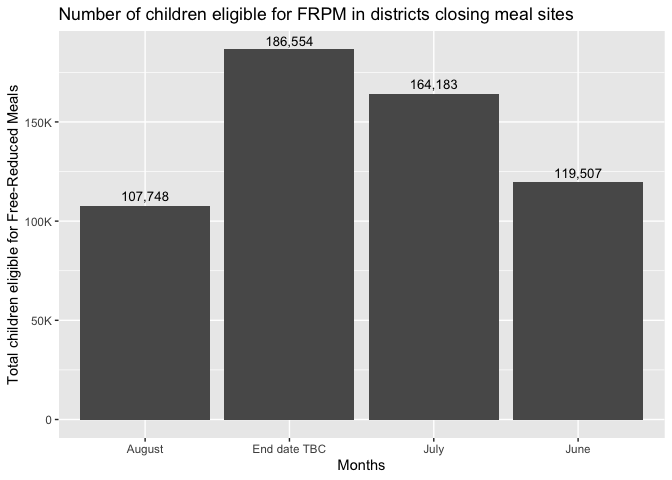 Number of children eligible for FRPM in districts closing meal sites
Total children eligible for Free-Reduced Meals
150K
100K
50K
0
107,748
186,554
164,183
119,507
August
End date TBC
July
June
Months